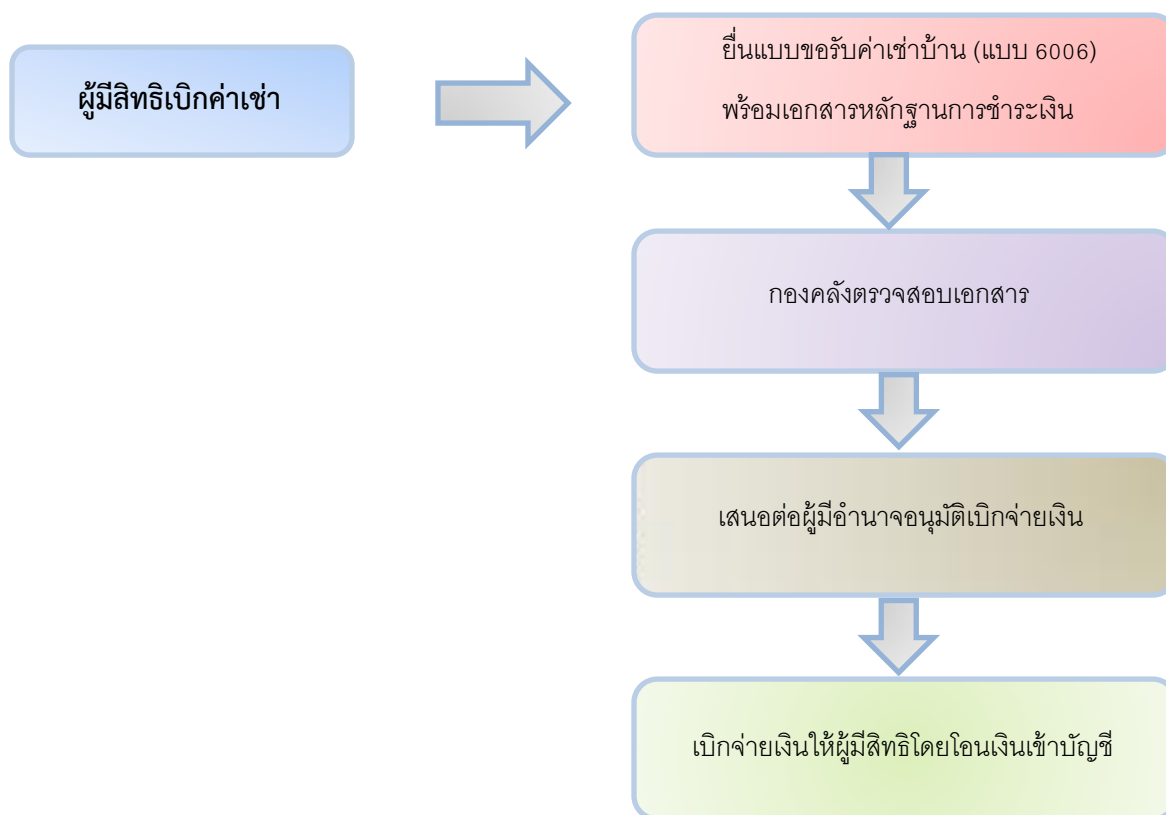 ผู้มีสิทธิเบิกค่าเช่า
ยื่นแบบขอรับค่าเช่าบ้าน (แบบ 6006)
พร้อมเอกสารหลักฐานการชำระเงิน
กองคลังตรวจสอบเอกสาร
เสนอต่อผู้มีอำนาจอนุมัติเบิกจ่ายเงิน
เบิกจ่ายเงินให้ผู้มีสิทธิโดยโอนเงินเข้าบัญชี